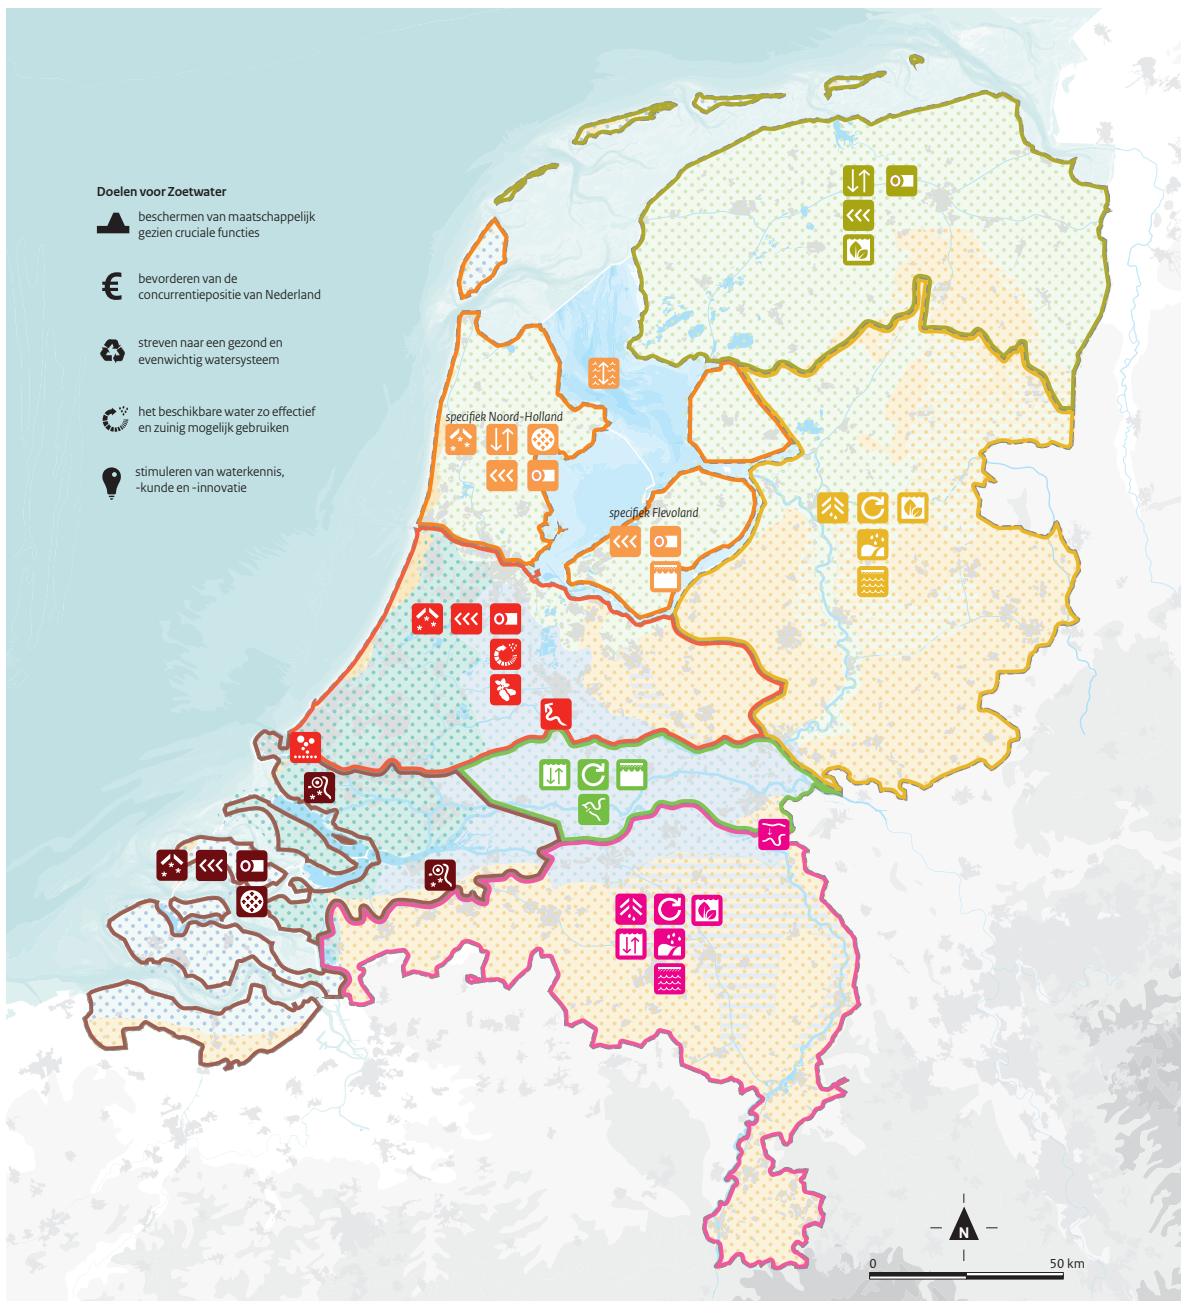 Doelen voor Zoetwater
beschermen van maatschappelijk
gezien cruciale functies
€
bevorderen van de
concurrentiepositie van Nederland
streven naar een gezond en
evenwichtig watersysteem
het beschikbare water zo effectief
en zuinig mogelijk gebruiken
stimuleren van waterkennis,
-kunde en -innovatie
specifiek Noord-Holland
specifiek Flevoland
N
0 50 km